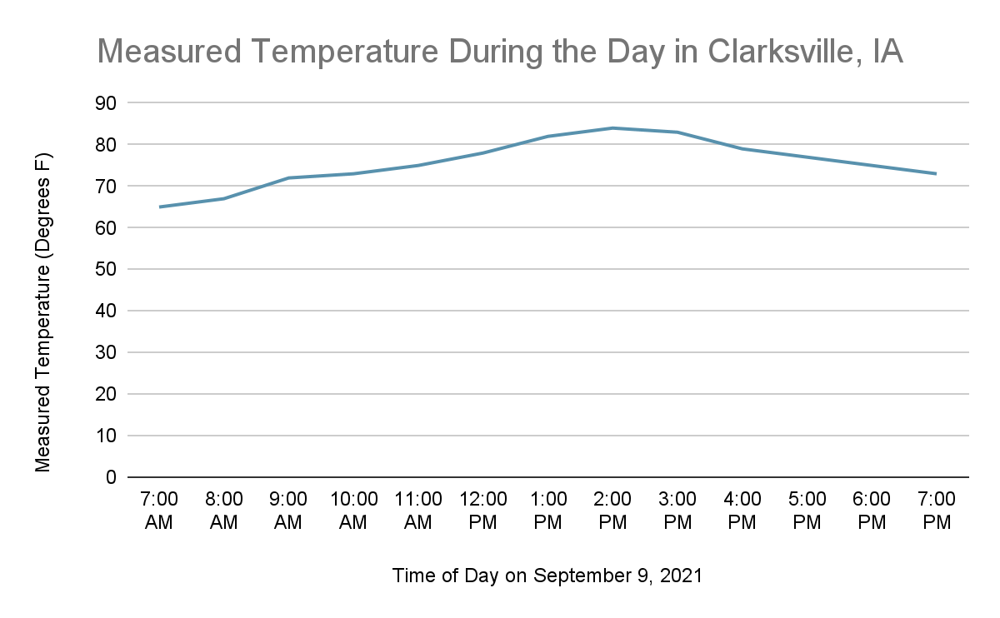 Measured Temperature During the Day in Clarksville, IA
Measured Temperature (Degrees F)
90
80
70
60
50
40
30
20
10
0
7:00 AM
8:00 AM
9:00 AM
10:00 AM
11:00 AM
12:00 PM
1:00 PM
2:00 PM
3:00 PM
4:00 PM
5:00 PM
6:00 PM
7:00 PM
Time of Day on September 9, 2021